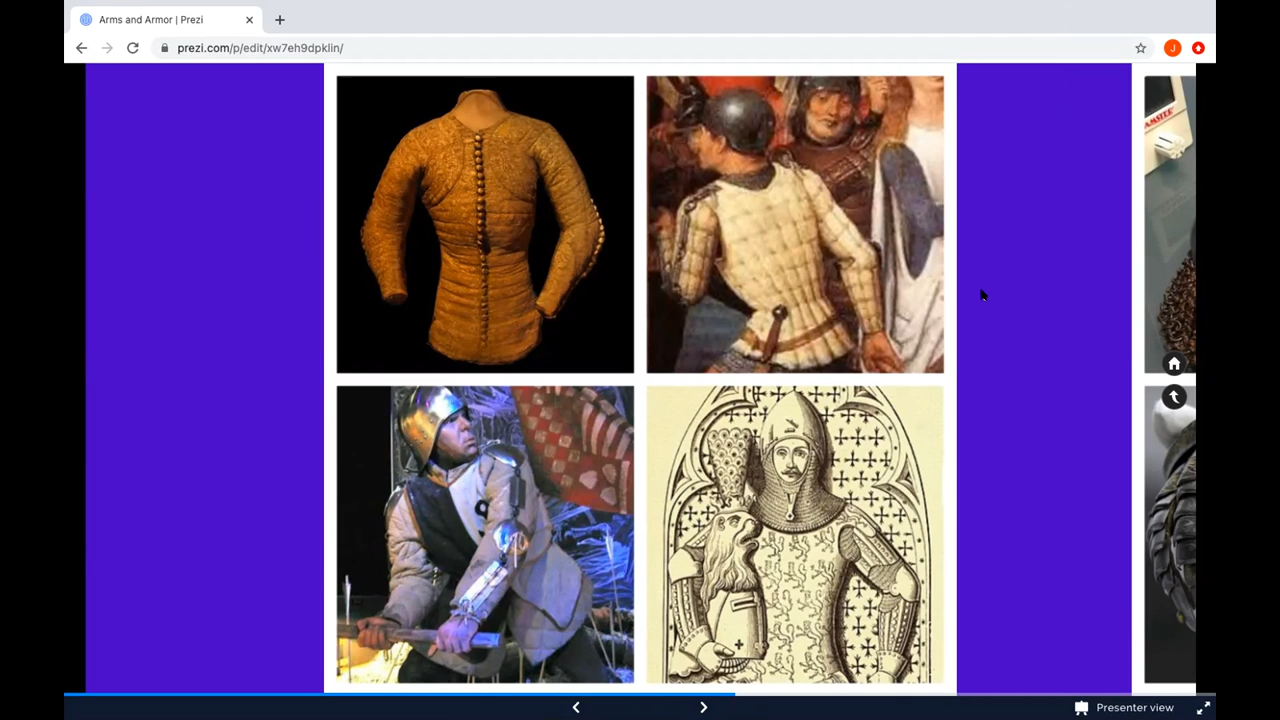 Arms and Armor | Prezi
prezi.com/p/edit/xw7eh9dpklin/
J
Presenter view